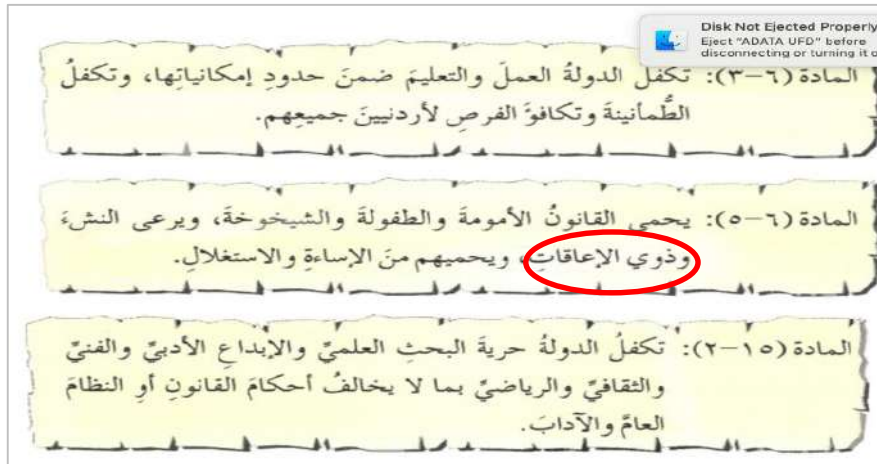 Disk Not Ejected Properly
Eject "ADATA UFD" before
disconnecting or turning it o
المادة (٦-٣): تكفل الدولةُ العملَ والتعليمَ ضمنَ حدودِ إمكانياتِها، وتكفلُ
الطُّمأنينةَ وتكافؤَ الفرصِ لأردنيينَ جميعِهم.
المادة (٦-٥): يحمي القانونُ الأمومةَ والطفولةَ والشيخوخةَ، ويرعى النشءَ
وذوي الإعاقاتِ، ويحميهم منَ الإساءةِ والاستغلالِ.
المادة (١٥-٢): تكفلُ الدولةُ حريةَ البحثِ العلميِّ والإبداعِ الأدبيِّ والفنيِّ
والثقافيِّ والرياضيِّ بما لا يخالفُ أحكامَ القانونِ أوِ النظامَ
العامَّ والآدابَ.